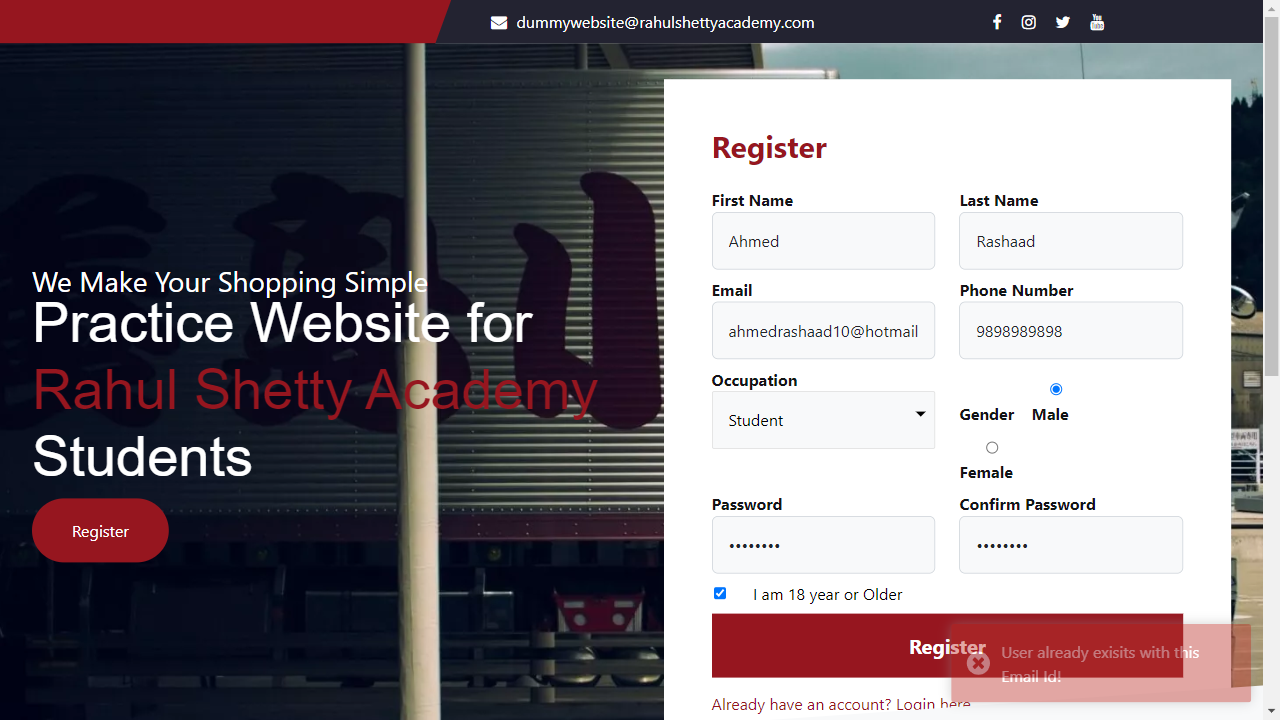 dummywebsite@rahulshettyacademy.com
We Make Your Shopping Simple
Practice Website for
Rahul Shetty Academy
Students
Register
Register
First Name
Last Name
Ahmed
Rashaad
Email
Phone Number
ahmedrashaad10@hotmail
9898989898
Occupation
Student
Gender
Male
Female
Password
Confirm Password
••••••••
••••••••
I am 18 year or Older
Register
User already exisits with this
Email Id!
Already have an account? Login here